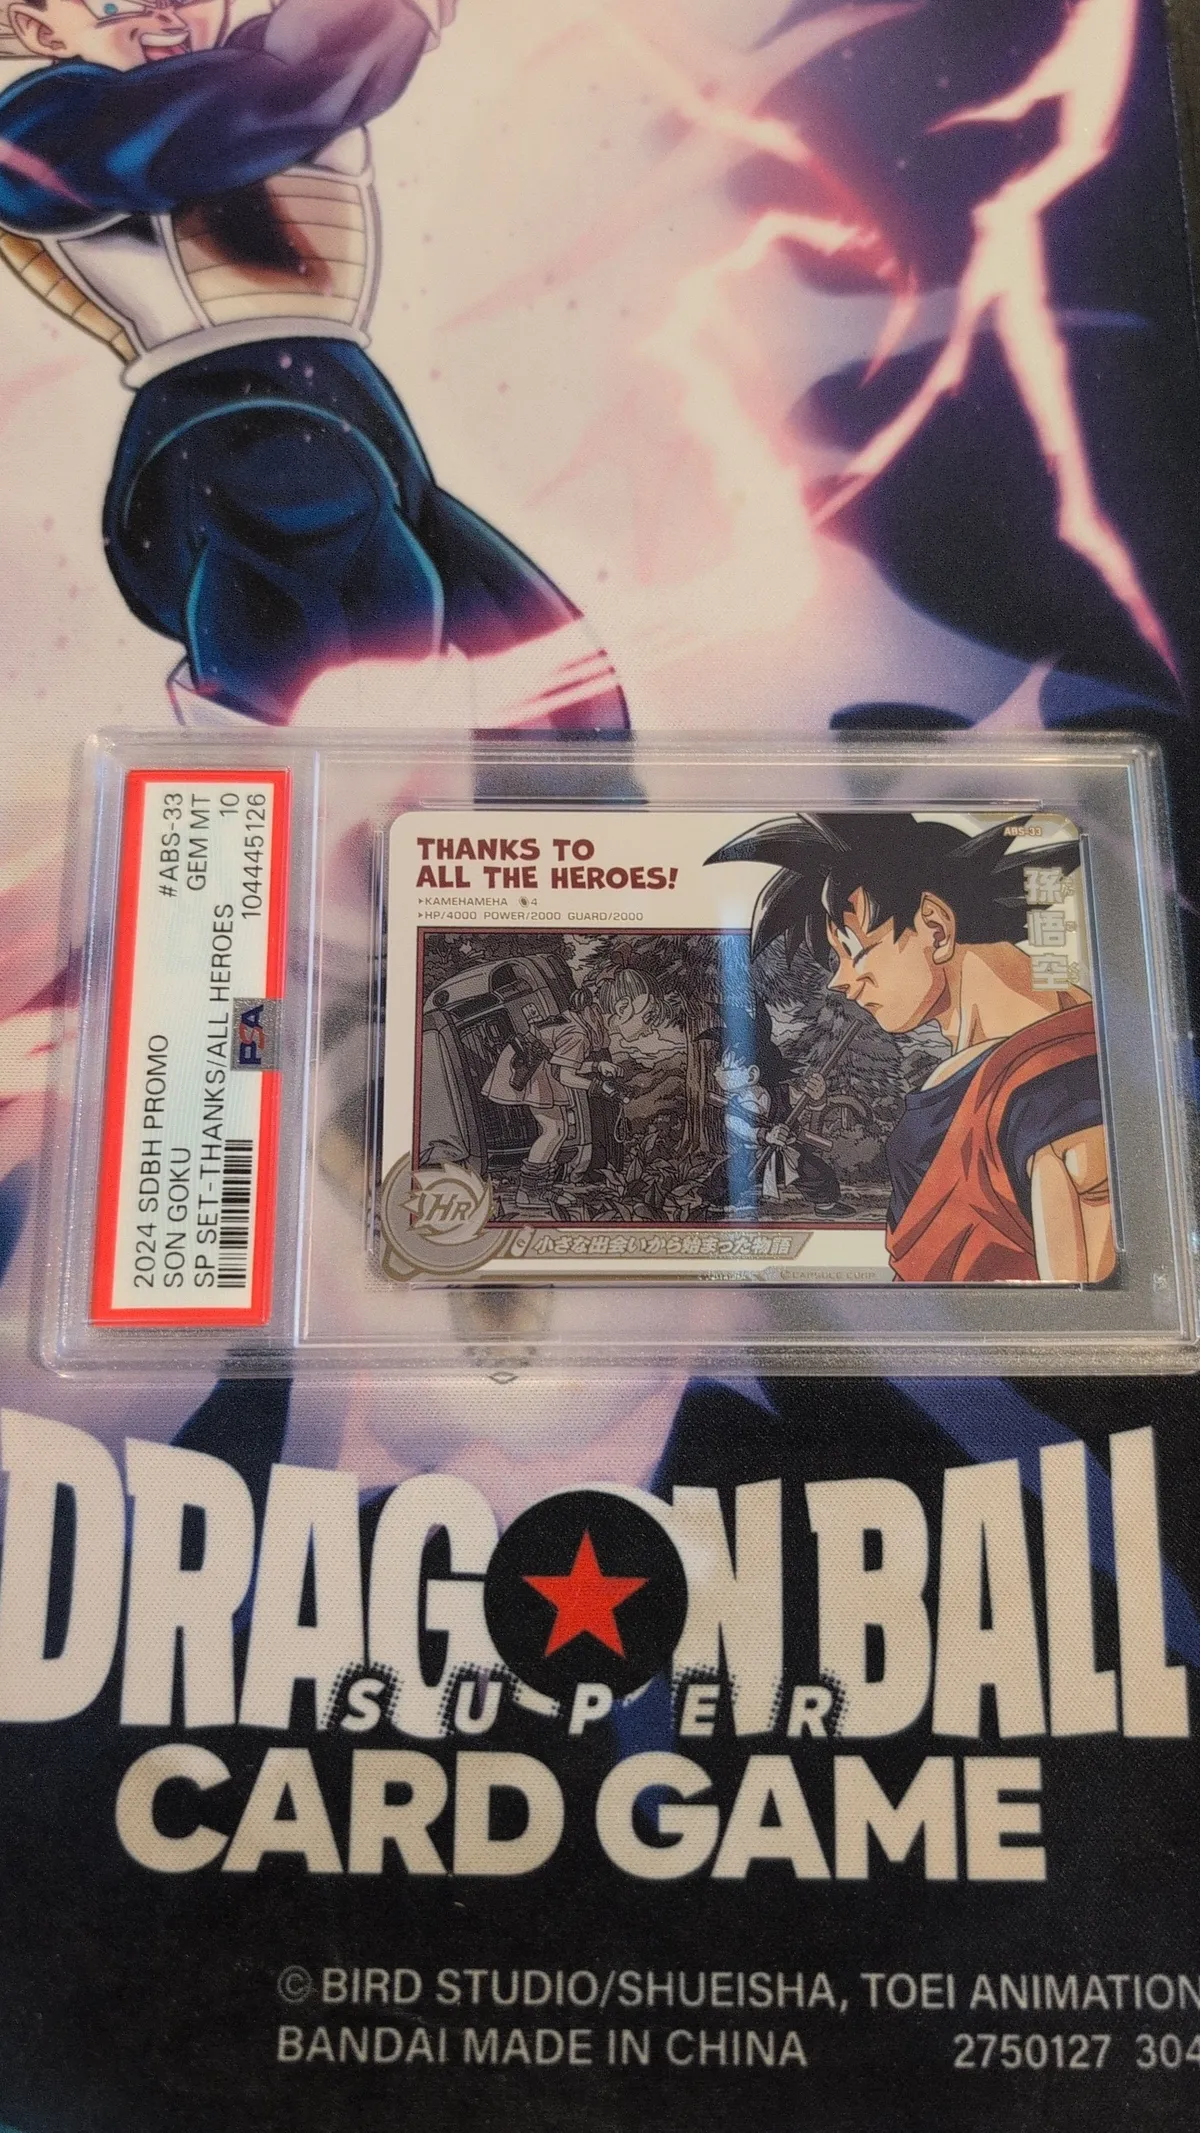 2024 SDBH PROMO #ABS-33
SON GOKU GEM MT
SP SET-THANKS/ALL HEROES 10
104445126
PSA
THANKS TO
ALL THE HEROES!
KAMEHAMEHA 4
HP/4000 POWER/2000 GUARD/2000
ABS-33
孫悟空
HR
小さな出会いから始まった物語
CAPSULE CORP
DRAGON BALL
SUPER
CARD GAME
©BIRD STUDIO/SHUEISHA, TOEI ANIMATION
BANDAI MADE IN CHINA 2750127 304